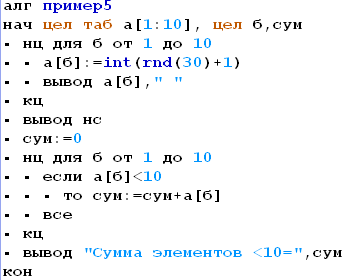 алг пример5
нач цел таб а[1:10], цел б,сум
· нц для б от 1 до 10
· · а[б]:=int(rnd(30)+1)
· · вывод а[б]," "
· кц
· вывод нс
· сум:=0
· нц для б от 1 до 10
· · если а[б]<10
· · · то сум:=сум+а[б]
· · все
· кц
· вывод "Сумма элементов <10=",сум
кон